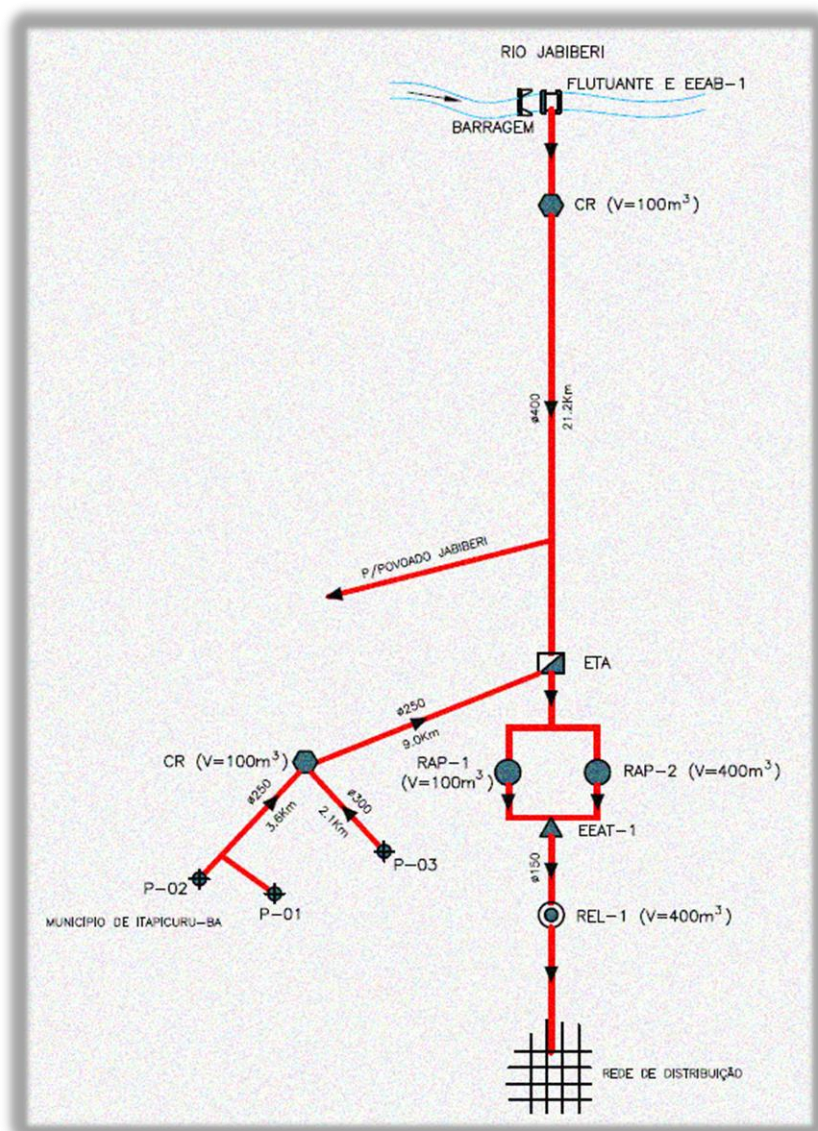 RIO JABIBERI
FLUTUANTE E EEAB-1
BARRAGEM
CR (V=100m³)
ø400
21.2Km
P/POVOADO JABIBERI
ETA
ø250
9.0Km
CR (V=100m³)
RAP-1
(V=100m³)
RAP-2 (V=400m³)
ø250
3.6Km
ø300
2.1Km
EEAT-1
P-03
ø150
P-02
P-01
MUNICÍPIO DE ITAPICURU-BA
REL-1 (V=400m³)
REDE DE DISTRIBUIÇÃO